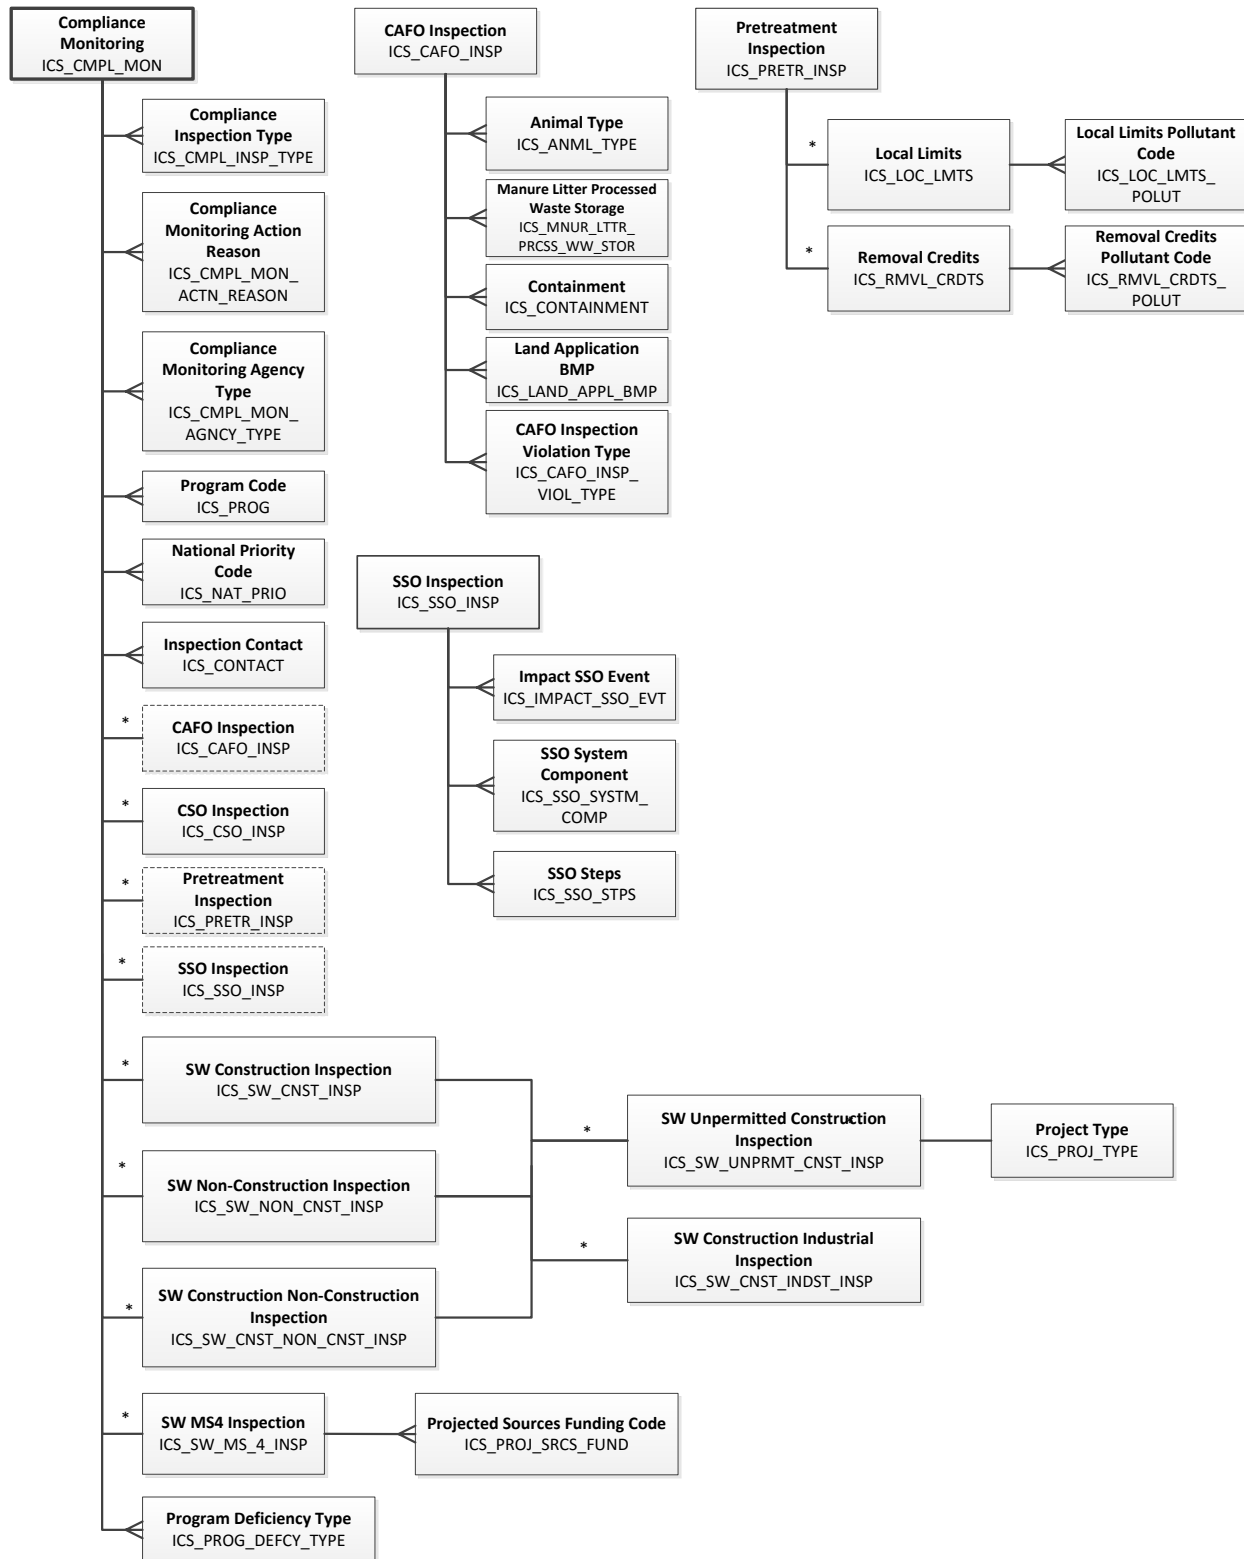 Compliance
Monitoring
ICS_CMPL_MON
Compliance
Inspection Type
ICS_CMPL_INSP_TYPE
Compliance
Monitoring Action
Reason
ICS_CMPL_MON_
ACTN_REASON
Compliance
Monitoring Agency
Type
ICS_CMPL_MON_
AGNCY_TYPE
Program Code
ICS_PROG
National Priority
Code
ICS_NAT_PRIO
Inspection Contact
ICS_CONTACT
*
CAFO Inspection
ICS_CAFO_INSP
*
CSO Inspection
ICS_CSO_INSP
*
Pretreatment
Inspection
ICS_PRETR_INSP
*
SSO Inspection
ICS_SSO_INSP
*
SW Construction Inspection
ICS_SW_CNST_INSP
*
SW Non-Construction Inspection
ICS_SW_NON_CNST_INSP
*
SW Construction Non-Construction
Inspection
ICS_SW_CNST_NON_CNST_INSP
*
SW Unpermitted Construction
Inspection
ICS_SW_UNPRMT_CNST_INSP
Project Type
ICS_PROJ_TYPE
*
SW Construction Industrial
Inspection
ICS_SW_CNST_INDST_INSP
*
SW MS4 Inspection
ICS_SW_MS_4_INSP
Projected Sources Funding Code
ICS_PROJ_SRCS_FUND
Program Deficiency Type
ICS_PROG_DEFCY_TYPE
CAFO Inspection
ICS_CAFO_INSP
Animal Type
ICS_ANML_TYPE
Manure Litter Processed
Waste Storage
ICS_MNUR_LTTR_
PRCSS_WW_STOR
Containment
ICS_CONTAINMENT
Land Application
BMP
ICS_LAND_APPL_BMP
CAFO Inspection
Violation Type
ICS_CAFO_INSP_
VIOL_TYPE
SSO Inspection
ICS_SSO_INSP
Impact SSO Event
ICS_IMPACT_SSO_EVT
SSO System
Component
ICS_SSO_SYSTM_
COMP
SSO Steps
ICS_SSO_STPS
Pretreatment
Inspection
ICS_PRETR_INSP
*
Local Limits
ICS_LOC_LMTS
Local Limits Pollutant
Code
ICS_LOC_LMTS_
POLUT
*
Removal Credits
ICS_RMVL_CRDTS
Removal Credits
Pollutant Code
ICS_RMVL_CRDTS_
POLUT